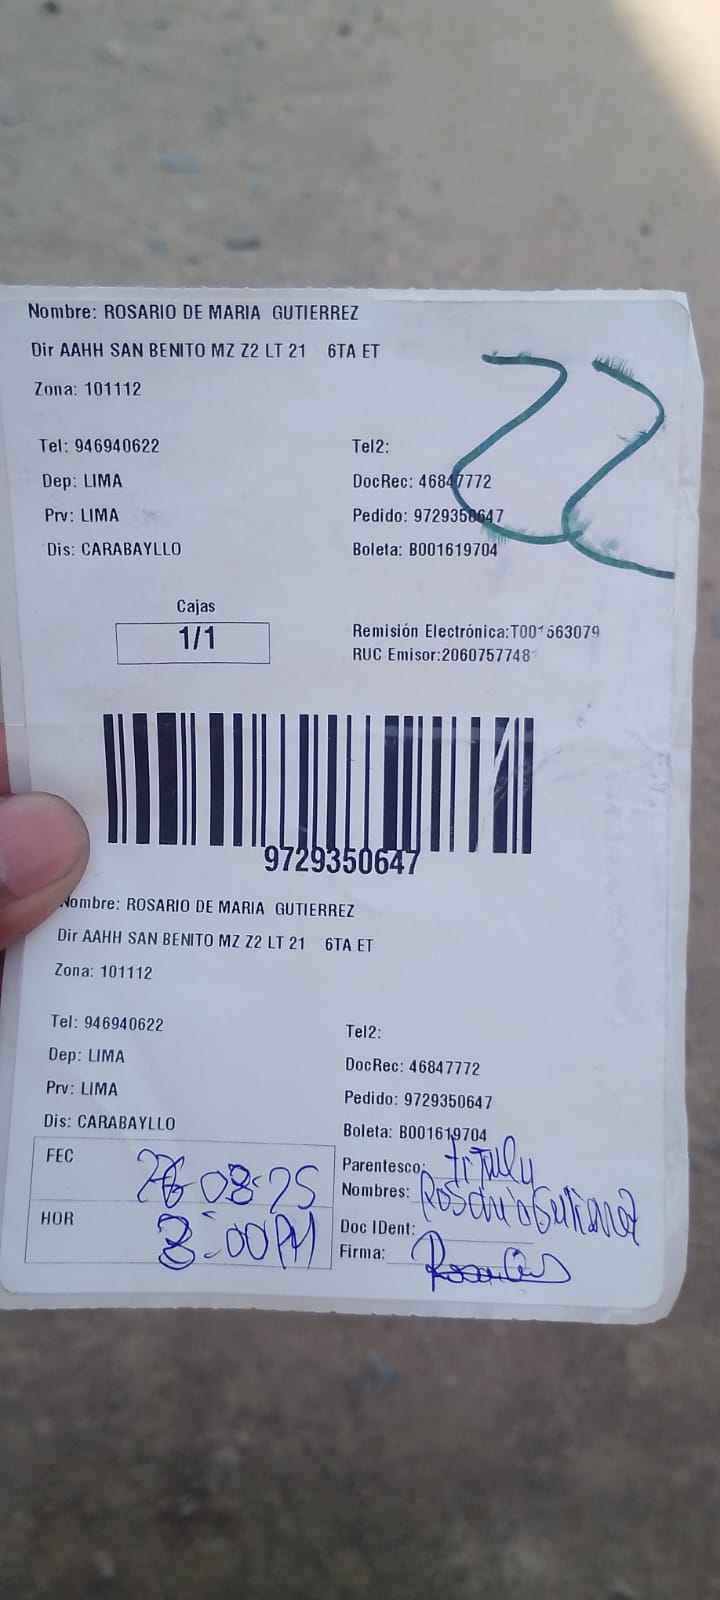 Nombre: ROSARIO DE MARIA GUTIERREZ
Dir AAHH SAN BENITO MZ Z2 LT 21 6TA ET
Zona: 101112
22
Tel: 946940622 Tel2:
Dep: LIMA DocRec: 46847772
Prv: LIMA Pedido: 9729350647
Dis: CARABAYLLO Boleta: B001619704
Cajas
1/1
Remisión Electrónica:T001563079
RUC Emisor:2060757748
9729350647
Nombre: ROSARIO DE MARIA GUTIERREZ
Dir AAHH SAN BENITO MZ Z2 LT 21 6TA ET
Zona: 101112
Tel: 946940622 Tel2:
Dep: LIMA DocRec: 46847772
Prv: LIMA Pedido: 9729350647
Dis: CARABAYLLO Boleta: B001619704
FEC 26-08-25 Parentesco:
Nombres: Rosario Gutierrez
HOR 3:00PM Doc IDent:
Firma: